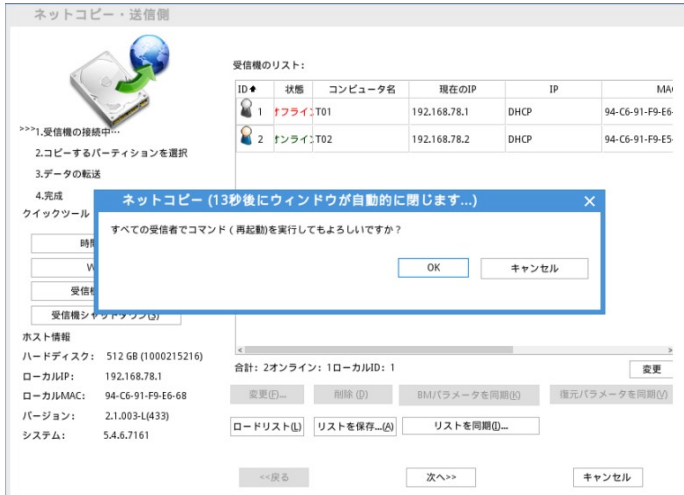 ネットコピー・送信側
受信機のリスト:
ID 状態 コンピュータ名 現在のIP IP MA
1 オフライン T01 192.168.78.1 DHCP 94-C6-91-F9-E6-
2 オンライン T02 192.168.78.2 DHCP 94-C6-91-F9-E5-
>>>1.受信機の接続中…
2.コピーするパーティションを選択
3.データの転送
4.完成
クイックツール
ネットコピー (13秒後にウィンドウが自動的に閉じます...)
すべての受信者でコマンド ( 再起動)を実行してもよろしいですか?
OK キャンセル
受信機シャットダウン(S)
ホスト情報
ハードディスク: 512 GB (1000215216)
ローカルIP: 192.168.78.1
ローカルMAC: 94-C6-91-F9-E6-68
バージョン: 2.1.003-L(433)
システム: 5.4.6.7161
合計: 2オンライン: 1ローカルID: 1
変更
変更(F)... 削除 (D) BMパラメータを同期(K) 復元パラメータを同期(V)
ロードリスト(L) リストを保存...(A) リストを同期(I)...
<<戻る 次へ>> キャンセル